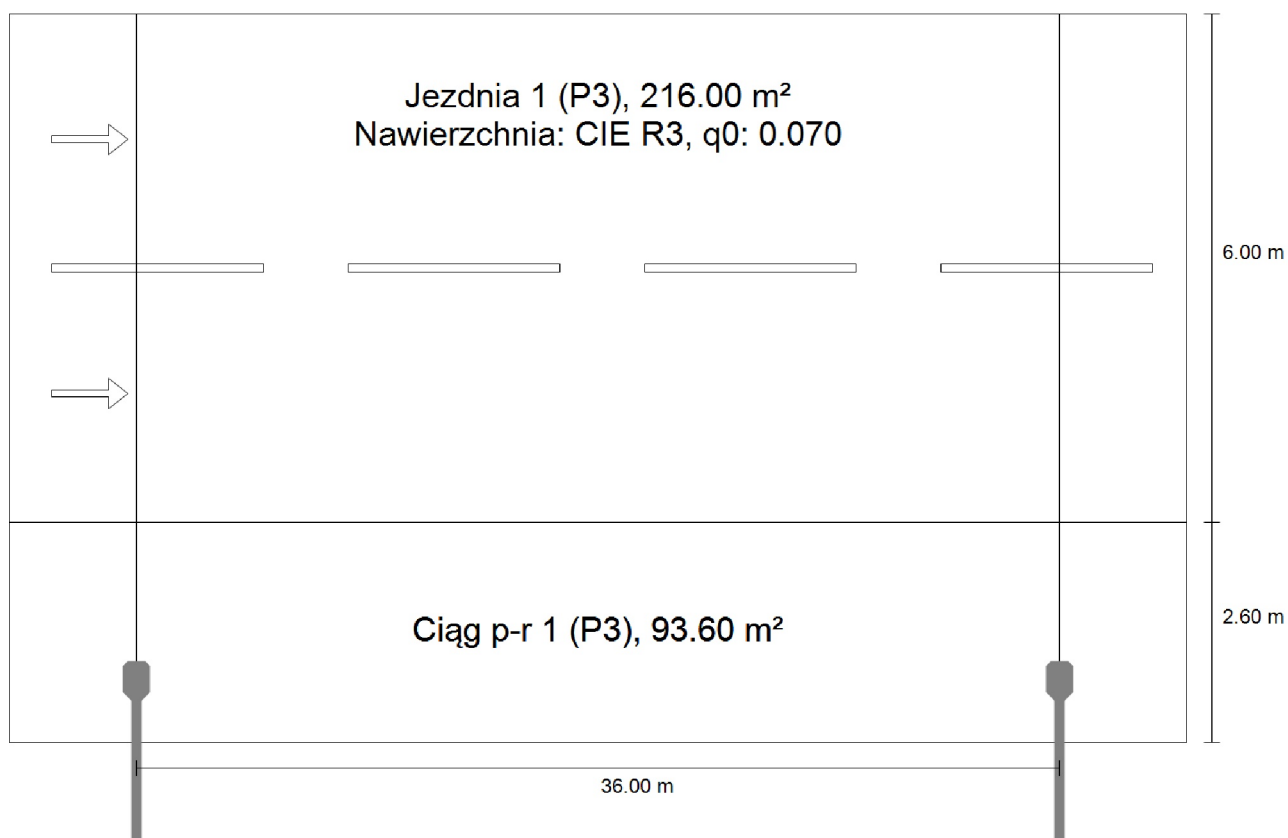 Jezdnia 1 (P3), 216.00 m²
Nawierzchnia: CIE R3, q0: 0.070
6.00 m
Ciąg p-r 1 (P3), 93.60 m²
2.60 m
36.00 m